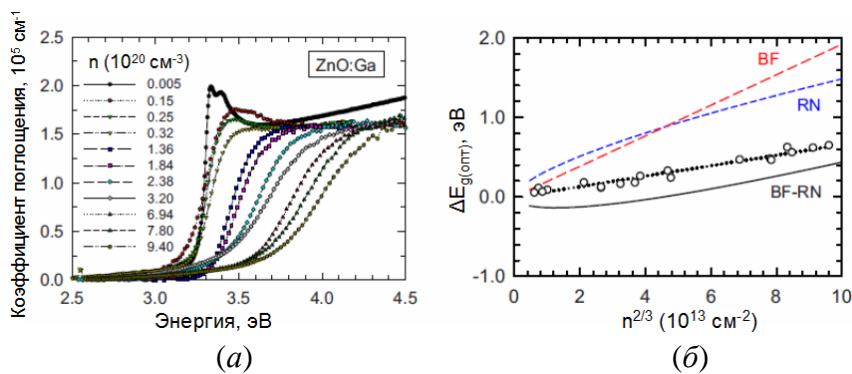 Коэффициент поглощения, 10⁵ см⁻¹
n (10²⁰ см⁻³)
0.005
0.15
0.25
0.32
1.36
1.84
2.38
3.20
6.94
7.80
9.40
ZnO:Ga
2.5
2.0
1.5
1.0
0.5
0.0
2.5 3.0 3.5 4.0 4.5
Энергия, эВ
(а)
ΔE_g(опт), эВ
2.0
1.0
0.0
-1.0
BF
RN
BF-RN
0 2 4 6 8 10
n²ᐟ³ (10¹³ см⁻²)
(б)